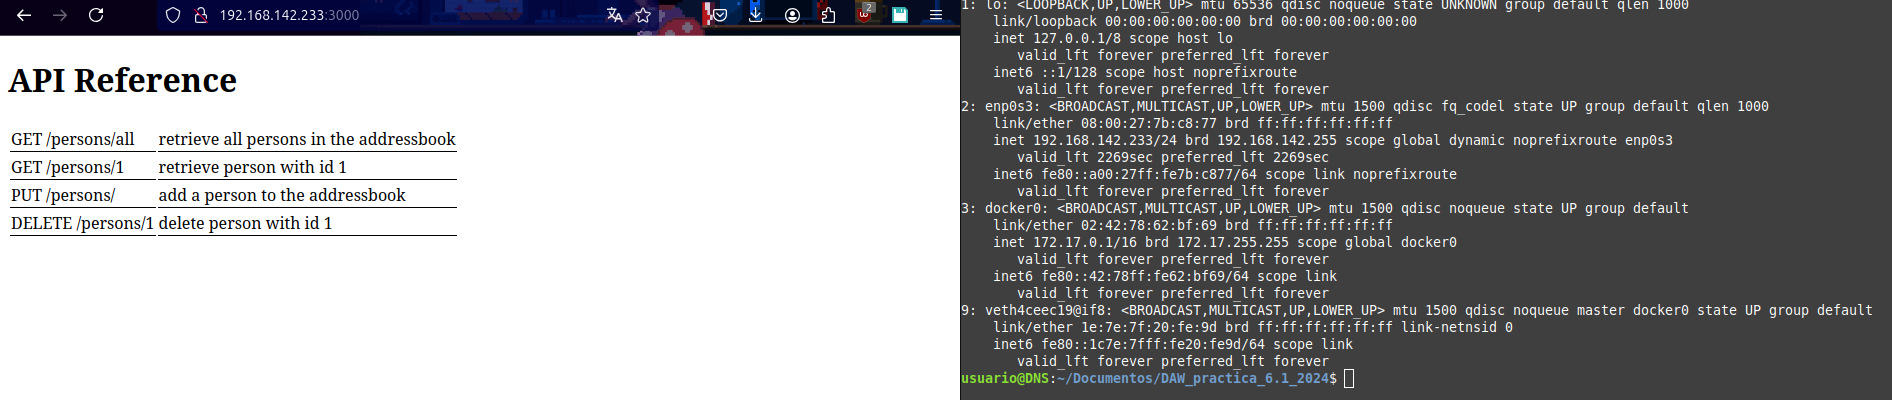 192.168.142.233:3000
2
API Reference
GET /persons/all retrieve all persons in the addressbook
GET /persons/1 retrieve person with id 1
PUT /persons/ add a person to the addressbook
DELETE /persons/1 delete person with id 1
1: lo: <LOOPBACK,UP,LOWER_UP> mtu 65536 qdisc noqueue state UNKNOWN group default qlen 1000
link/loopback 00:00:00:00:00:00 brd 00:00:00:00:00:00
inet 127.0.0.1/8 scope host lo
valid_lft forever preferred_lft forever
inet6 ::1/128 scope host noprefixroute
valid_lft forever preferred_lft forever
2: enp0s3: <BROADCAST,MULTICAST,UP,LOWER_UP> mtu 1500 qdisc fq_codel state UP group default qlen 1000
link/ether 08:00:27:7b:c8:77 brd ff:ff:ff:ff:ff:ff
inet 192.168.142.233/24 brd 192.168.142.255 scope global dynamic noprefixroute enp0s3
valid_lft 2269sec preferred_lft 2269sec
inet6 fe80::a00:27ff:fe7b:c877/64 scope link noprefixroute
valid_lft forever preferred_lft forever
3: docker0: <BROADCAST,MULTICAST,UP,LOWER_UP> mtu 1500 qdisc noqueue state UP group default
link/ether 02:42:78:62:bf:69 brd ff:ff:ff:ff:ff:ff
inet 172.17.0.1/16 brd 172.17.255.255 scope global docker0
valid_lft forever preferred_lft forever
inet6 fe80::42:78ff:fe62:bf69/64 scope link
valid_lft forever preferred_lft forever
9: veth4ceec19@if8: <BROADCAST,MULTICAST,UP,LOWER_UP> mtu 1500 qdisc noqueue master docker0 state UP group default
link/ether 1e:7e:7f:20:fe:9d brd ff:ff:ff:ff:ff:ff link-netnsid 0
inet6 fe80::1c7e:7fff:fe20:fe9d/64 scope link
valid_lft forever preferred_lft forever
usuario@DNS:~/Documentos/DAW_practica_6.1_2024$